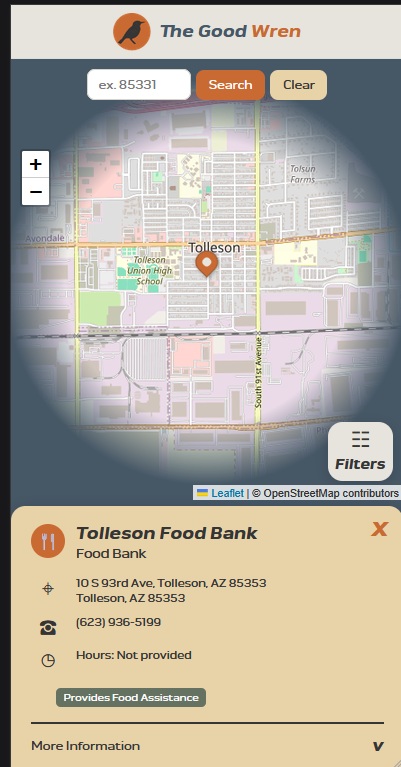 The Good Wren
ex. 85331
Search
Clear
+
−
Tolsun
Farms
Avondale
Tolleson
Tolleson
Union High
School
South 91st Avenue
Filters
Leaflet | © OpenStreetMap contributors
Tolleson Food Bank
X
Food Bank
10 S 93rd Ave, Tolleson, AZ 85353
Tolleson, AZ 85353
(623) 936-5199
Hours: Not provided
Provides Food Assistance
More Information
v